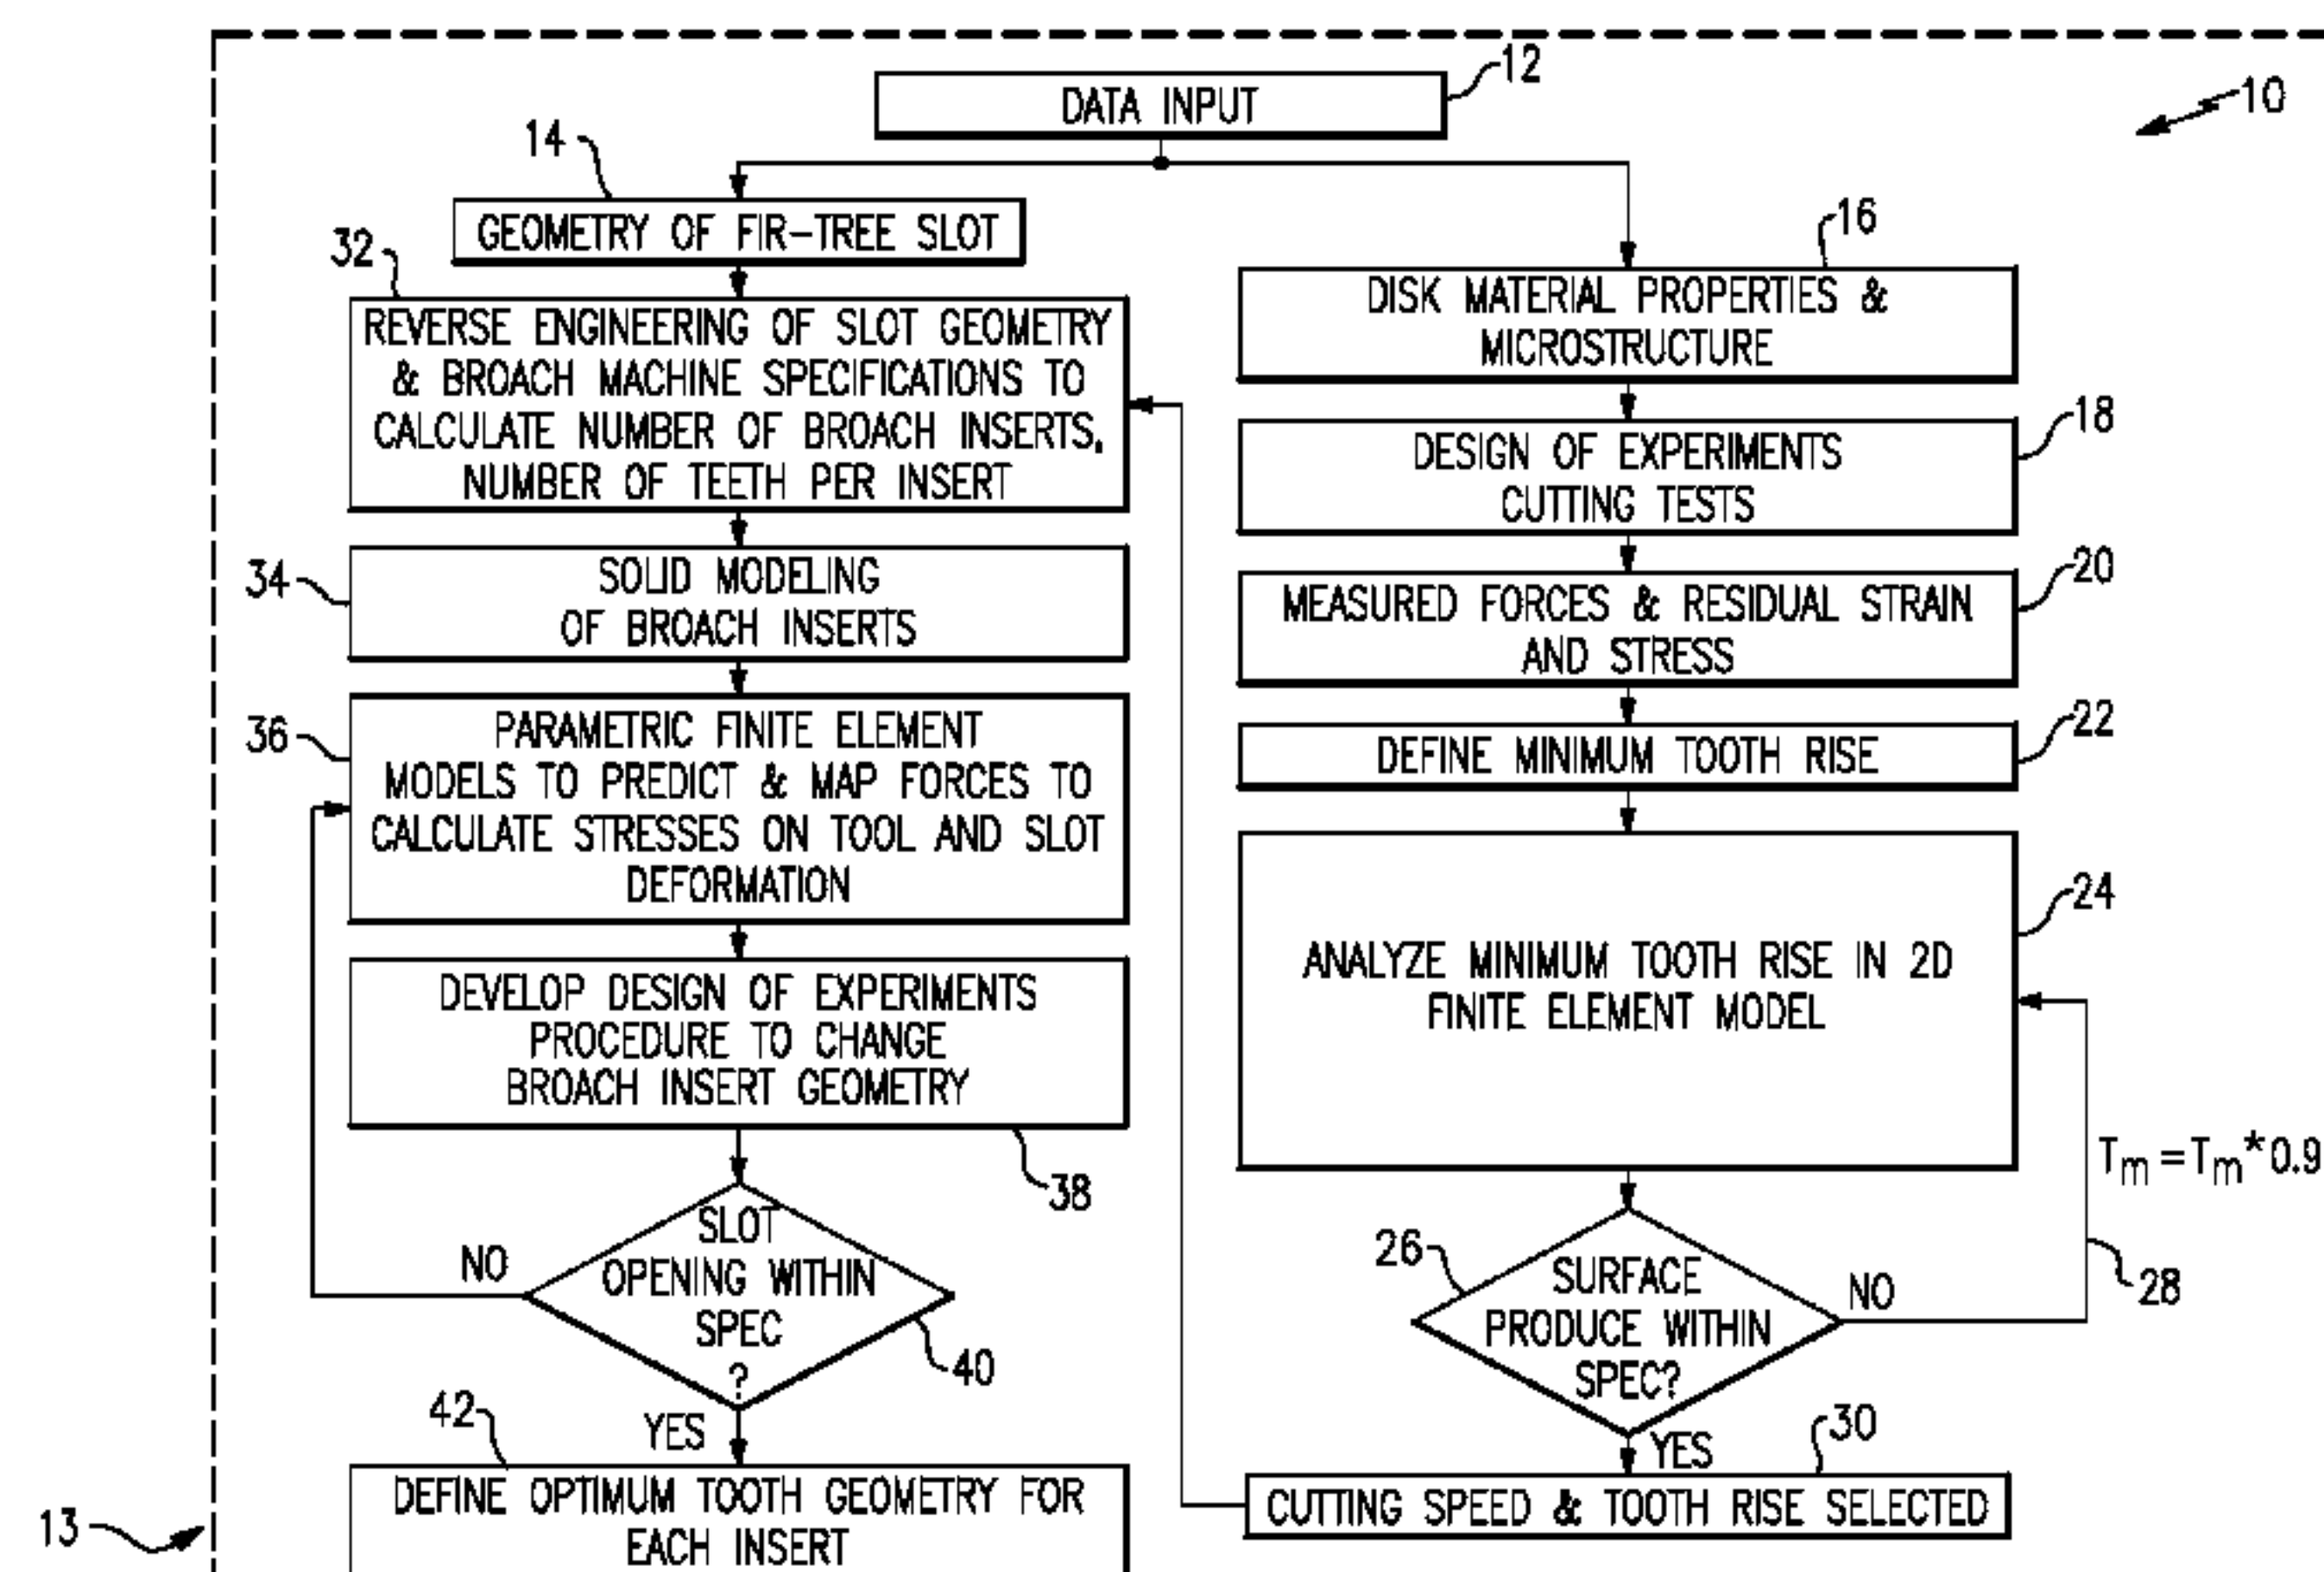 12
DATA INPUT
10
14
GEOMETRY OF FIR-TREE SLOT
32
REVERSE ENGINEERING OF SLOT GEOMETRY
& BROACH MACHINE SPECIFICATIONS TO
CALCULATE NUMBER OF BROACH INSERTS,
NUMBER OF TEETH PER INSERT
34
SOLID MODELING
OF BROACH INSERTS
36
PARAMETRIC FINITE ELEMENT
MODELS TO PREDICT & MAP FORCES TO
CALCULATE STRESSES ON TOOL AND SLOT
DEFORMATION
DEVELOP DESIGN OF EXPERIMENTS
PROCEDURE TO CHANGE
BROACH INSERT GEOMETRY
38
SLOT
OPENING WITHIN
SPEC
?
NO
40
YES
42
DEFINE OPTIMUM TOOTH GEOMETRY FOR
EACH INSERT
13
16
DISK MATERIAL PROPERTIES &
MICROSTRUCTURE
18
DESIGN OF EXPERIMENTS
CUTTING TESTS
20
MEASURED FORCES & RESIDUAL STRAIN
AND STRESS
22
DEFINE MINIMUM TOOTH RISE
24
ANALYZE MINIMUM TOOTH RISE IN 2D
FINITE ELEMENT MODEL
Tm=Tm*0.9
26
SURFACE
PRODUCE WITHIN
SPEC?
NO
28
YES
30
CUTTING SPEED & TOOTH RISE SELECTED